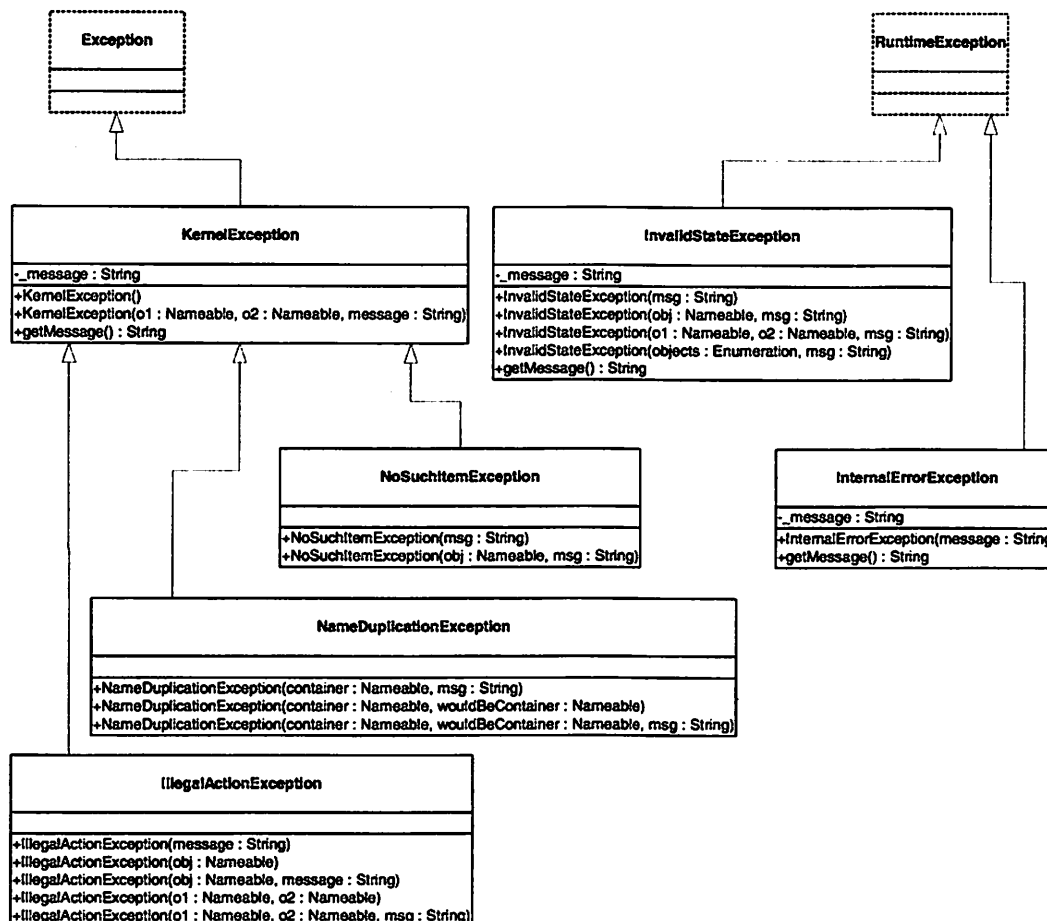 Exception
RuntimeException
KernelException
-_message : String
+KernelException()
+KernelException(o1 : Nameable, o2 : Nameable, message : String)
+getMessage() : String
InvalidStateException
-_message : String
+InvalidStateException(msg : String)
+InvalidStateException(obj : Nameable, msg : String)
+InvalidStateException(o1 : Nameable, o2 : Nameable, msg : String)
+InvalidStateException(objects : Enumeration, msg : String)
+getMessage() : String
NoSuchItemException
+NoSuchItemException(msg : String)
+NoSuchItemException(obj : Nameable, msg : String)
InternalErrorException
-_message : String
+InternalErrorException(message : String
+getMessage() : String
NameDuplicationException
+NameDuplicationException(container : Nameable, msg : String)
+NameDuplicationException(container : Nameable, wouldBeContainer : Nameable)
+NameDuplicationException(container : Nameable, wouldBeContainer : Nameable, msg : String)
IllegalActionException
+IllegalActionException(message : String)
+IllegalActionException(obj : Nameable)
+IllegalActionException(obj : Nameable, message : String)
+IllegalActionException(o1 : Nameable, o2 : Nameable)
+IllegalActionException(o1 : Nameable, o2 : Nameable, msg : String)